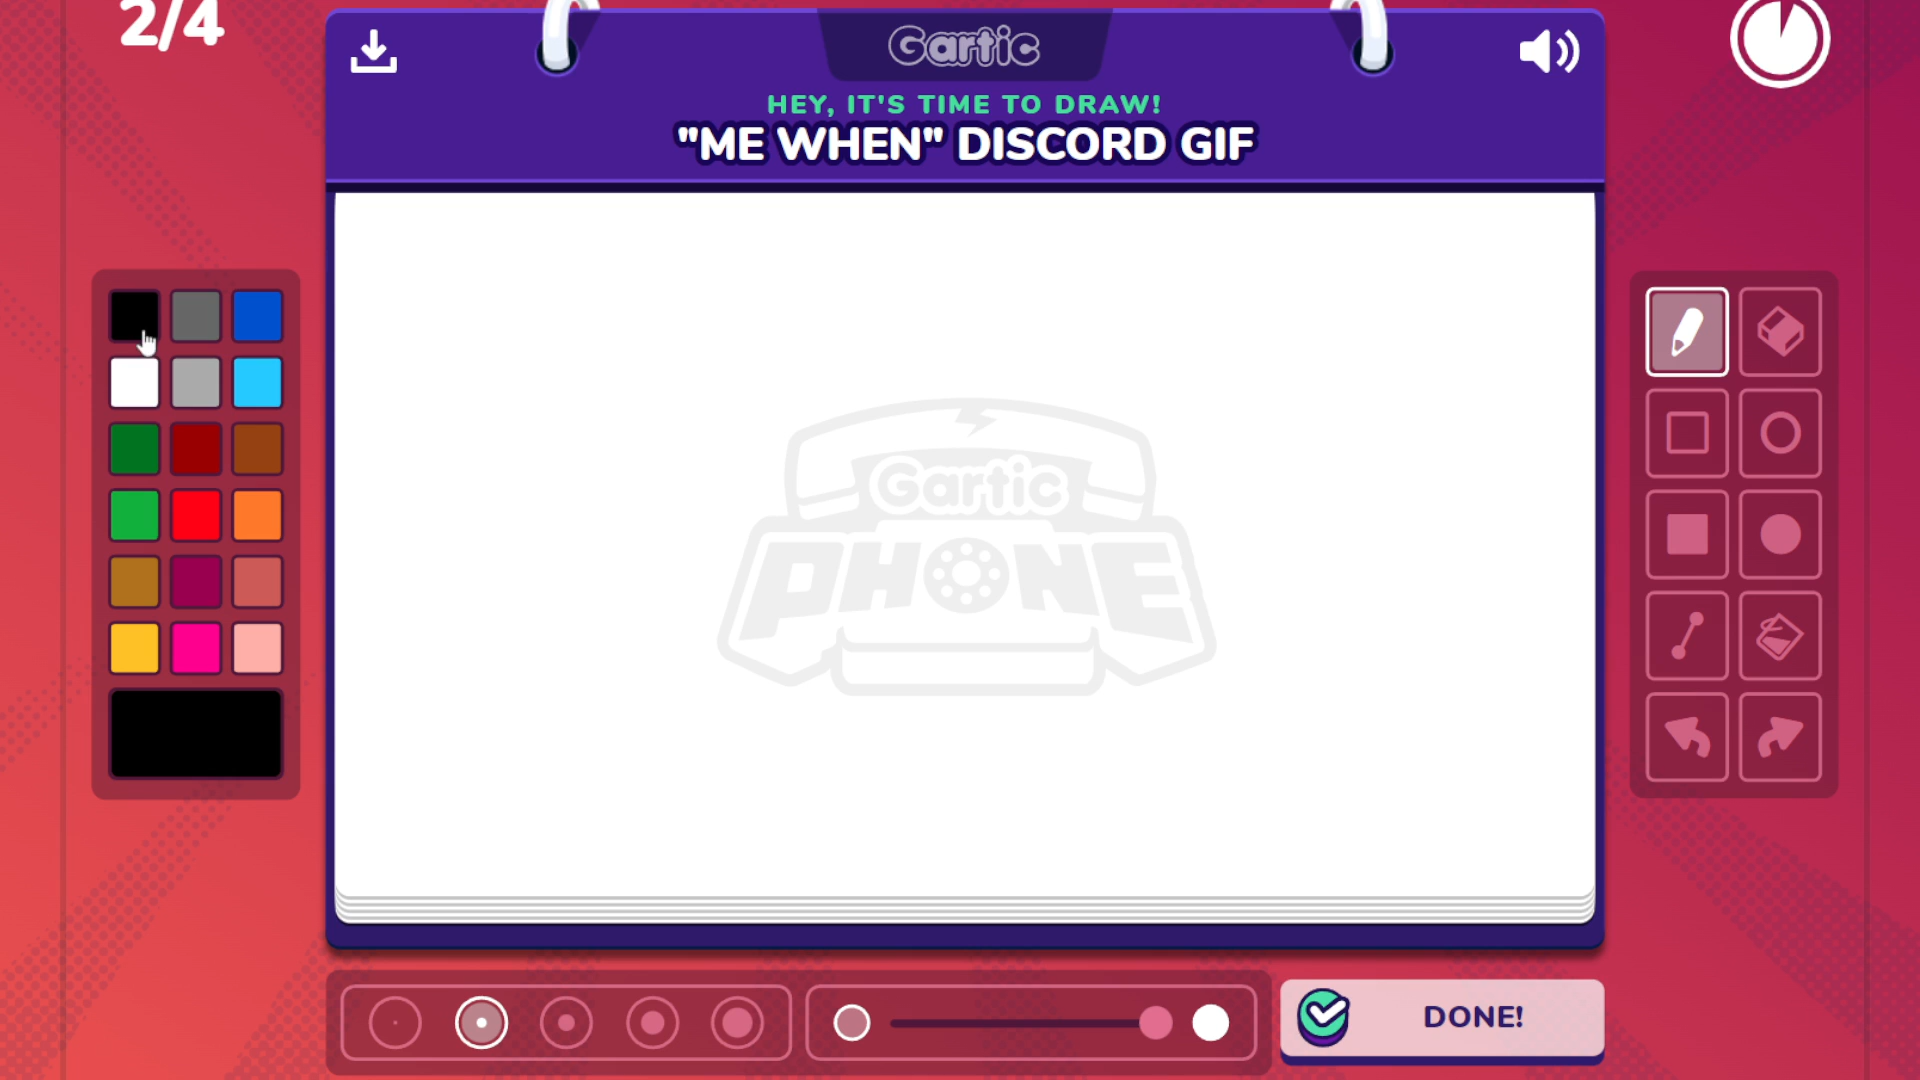 2/4
Gartic
HEY, IT'S TIME TO DRAW!
"ME WHEN" DISCORD GIF
Gartic
PHONE
DONE!